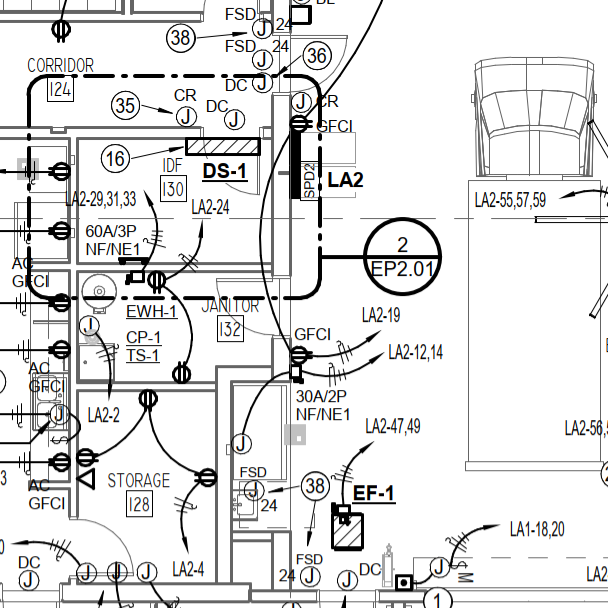 DE
FSD
24
38
FSD
24
36
CORRIDOR
124
DC
CR
35
CR
DC
GFCI
16
IDF
DS-1
130
SPD2
LA2
LA2-29,31,33
LA2-24
LA2-55,57,59
60A/3P
NF/NE1
2
EP2.01
AC
GFCI
EWH-1
JANITOR
132
LA2-19
GFCI
CP-1
TS-1
LA2-12,14
AC
GFCI
30A/2P
NF/NE1
LA2-2
S
LA2-47,49
LA2-56,5
3
AC
GFCI
STORAGE
128
FSD
24
38
EF-1
LA1-18,20
0
LA2-4
DC
FSD
24
DC
S
M
LA2
1